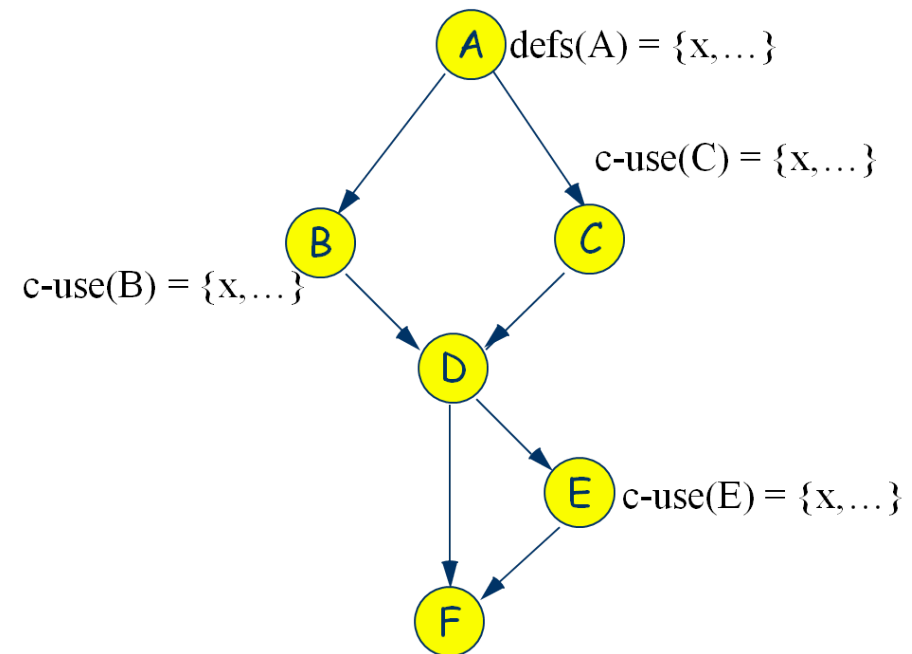 A defs(A) = {x,…}
c-use(C) = {x,…}
B C
c-use(B) = {x,…}
D
E c-use(E) = {x,…}
F